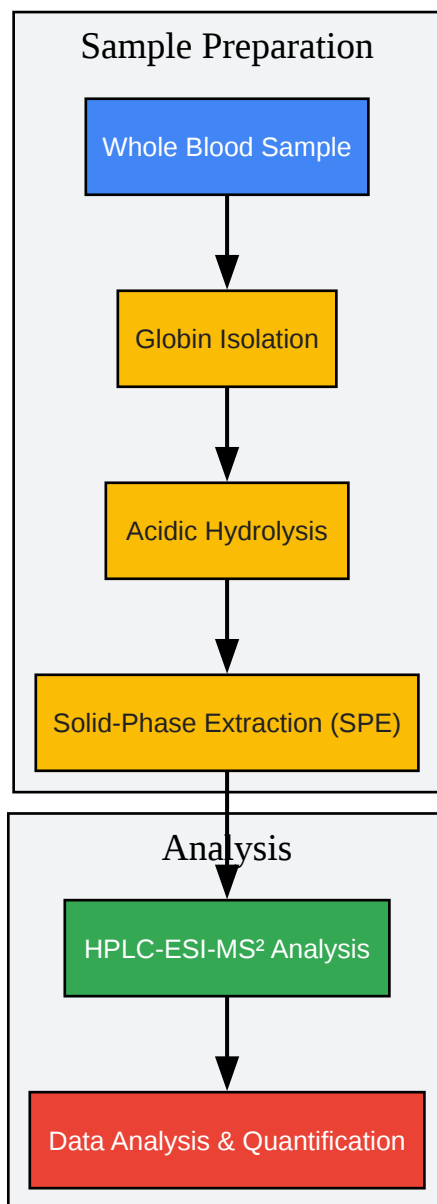 Sample Preparation
Whole Blood Sample
Globin Isolation
Acidic Hydrolysis
Solid-Phase Extraction (SPE)
Analysis
HPLC-ESI-MS² Analysis
Data Analysis & Quantification